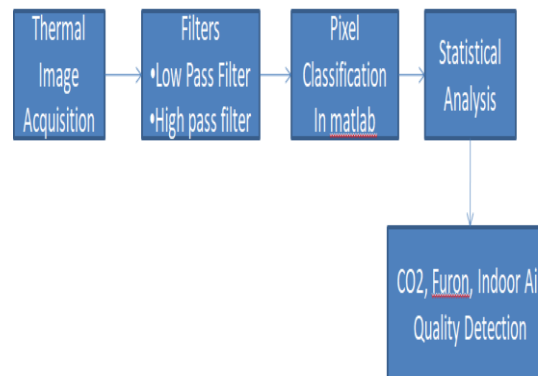 Thermal
Image
Acquisition
Filters
•Low Pass Filter
•High pass filter
Pixel
Classification
In matlab
Statistical
Analysis
CO2, Furon, Indoor Ai
Quality Detection